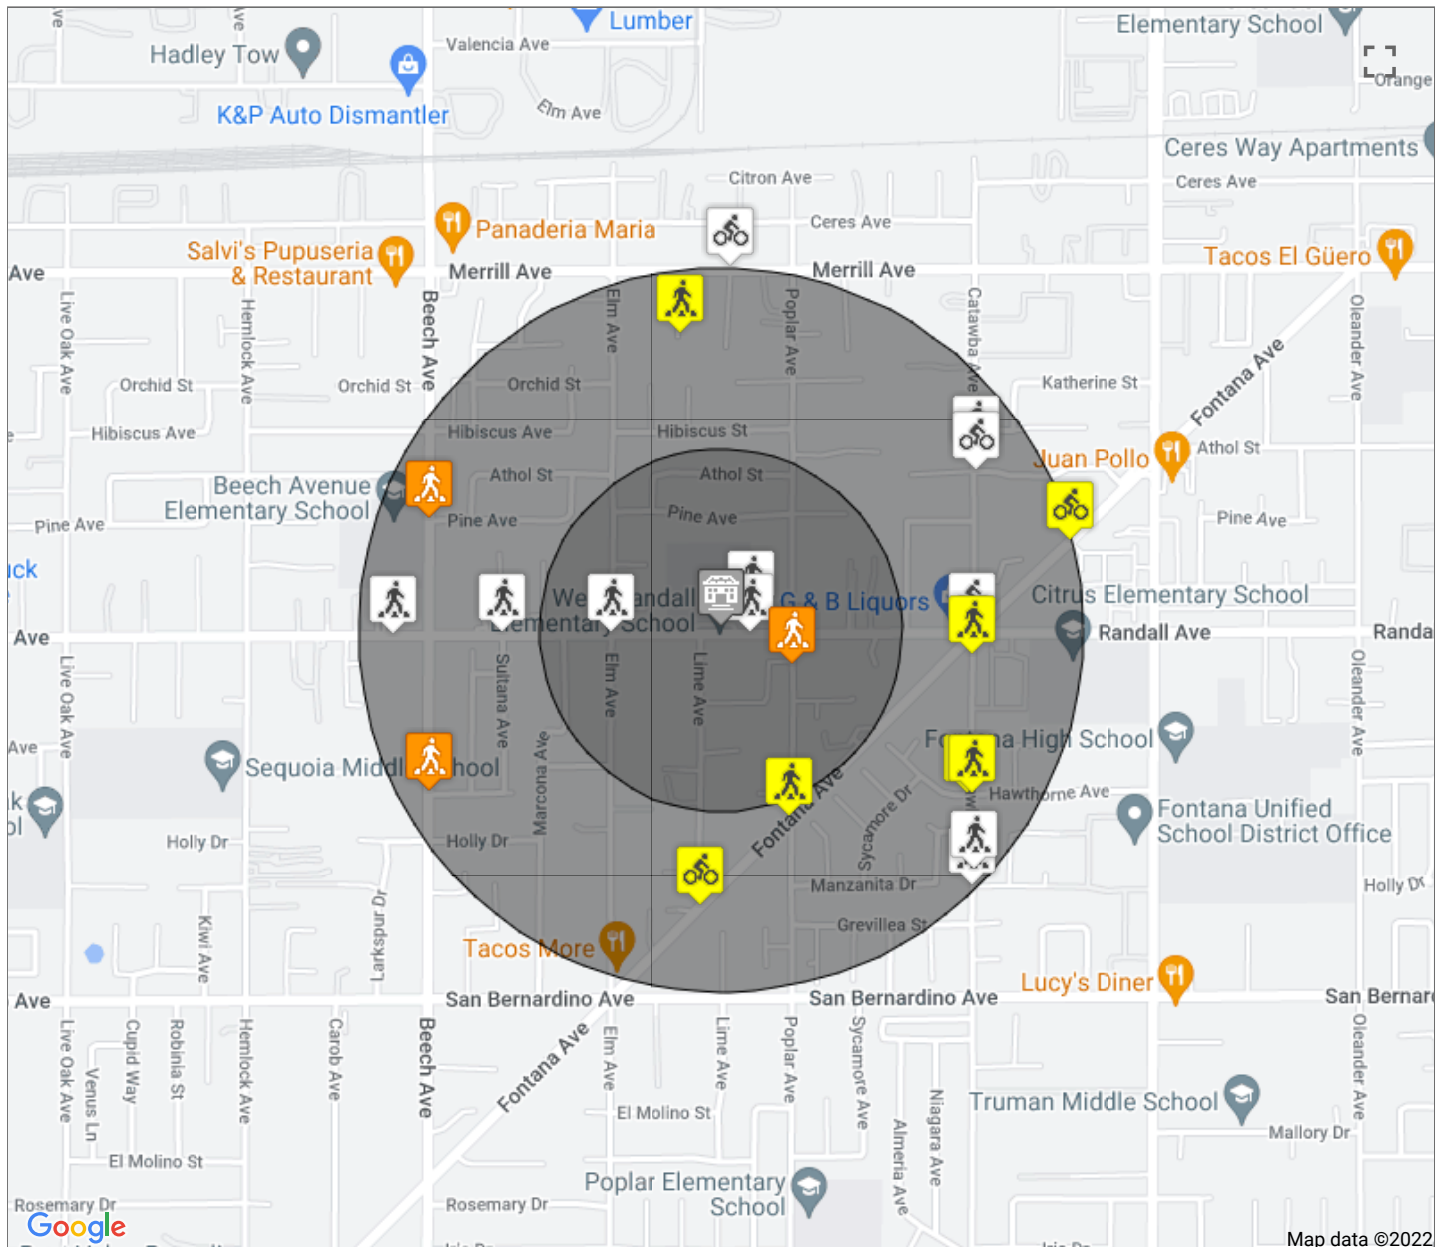 Lumber
Elementary School
Hadley Tow
Valencia Ave
Orange
K&P Auto Dismantler
Elm Ave
Ceres Way Apartments
Citron Ave
Ceres Ave
Ceres Ave
Panaderia Maria
Salvi's Pupuseria
& Restaurant
Tacos El Güero
Ave
Merrill Ave
Merrill Ave
Live Oak Ave
Hemlock Ave
Beech Ave
Elm Ave
Poplar Ave
Catawba Ave
Oleander Ave
Fontana Ave
Orchid St
Orchid St
Orchid St
Katherine St
Hibiscus Ave
Hibiscus Ave
Hibiscus St
Juan Pollo
Athol St
Athol St
Athol St
Beech Avenue
Elementary School
Pine Ave
Pine Ave
Pine Ave
Pine Ave
G & B Liquors
Citrus Elementary School
Elementary School
Ave
Randall Ave
Randa
Live Oak Ave
Sultana Ave
Elm Ave
Lime Ave
Oleander Ave
Ave
Sequoia Middle School
Marcona Ave
Fontana High School
Hawthorne Ave
Fontana Unified
School District Office
Sycamore Dr
Fontana Ave
Holly Dr
Holly Dr
Manzanita Dr
Holly Dr
Larkspur Dr
Kiwi Ave
Grevillea St
Tacos More
Lucy's Diner
Ave
San Bernardino Ave
San Bernardino Ave
San Bernar
Live Oak Ave
Cupid Way
Robinia St
Hemlock Ave
Carob Ave
Beech Ave
Fontana Ave
Elm Ave
Lime Ave
Poplar Ave
Sycamore Ave
Oleander Ave
Venus Ln
Niagara Ave
Almeria Ave
El Molino St
Truman Middle School
Mallory Dr
El Molino St
Poplar Elementary
School
Rosemary Dr
Rosemary Dr
Google
Map data ©2022